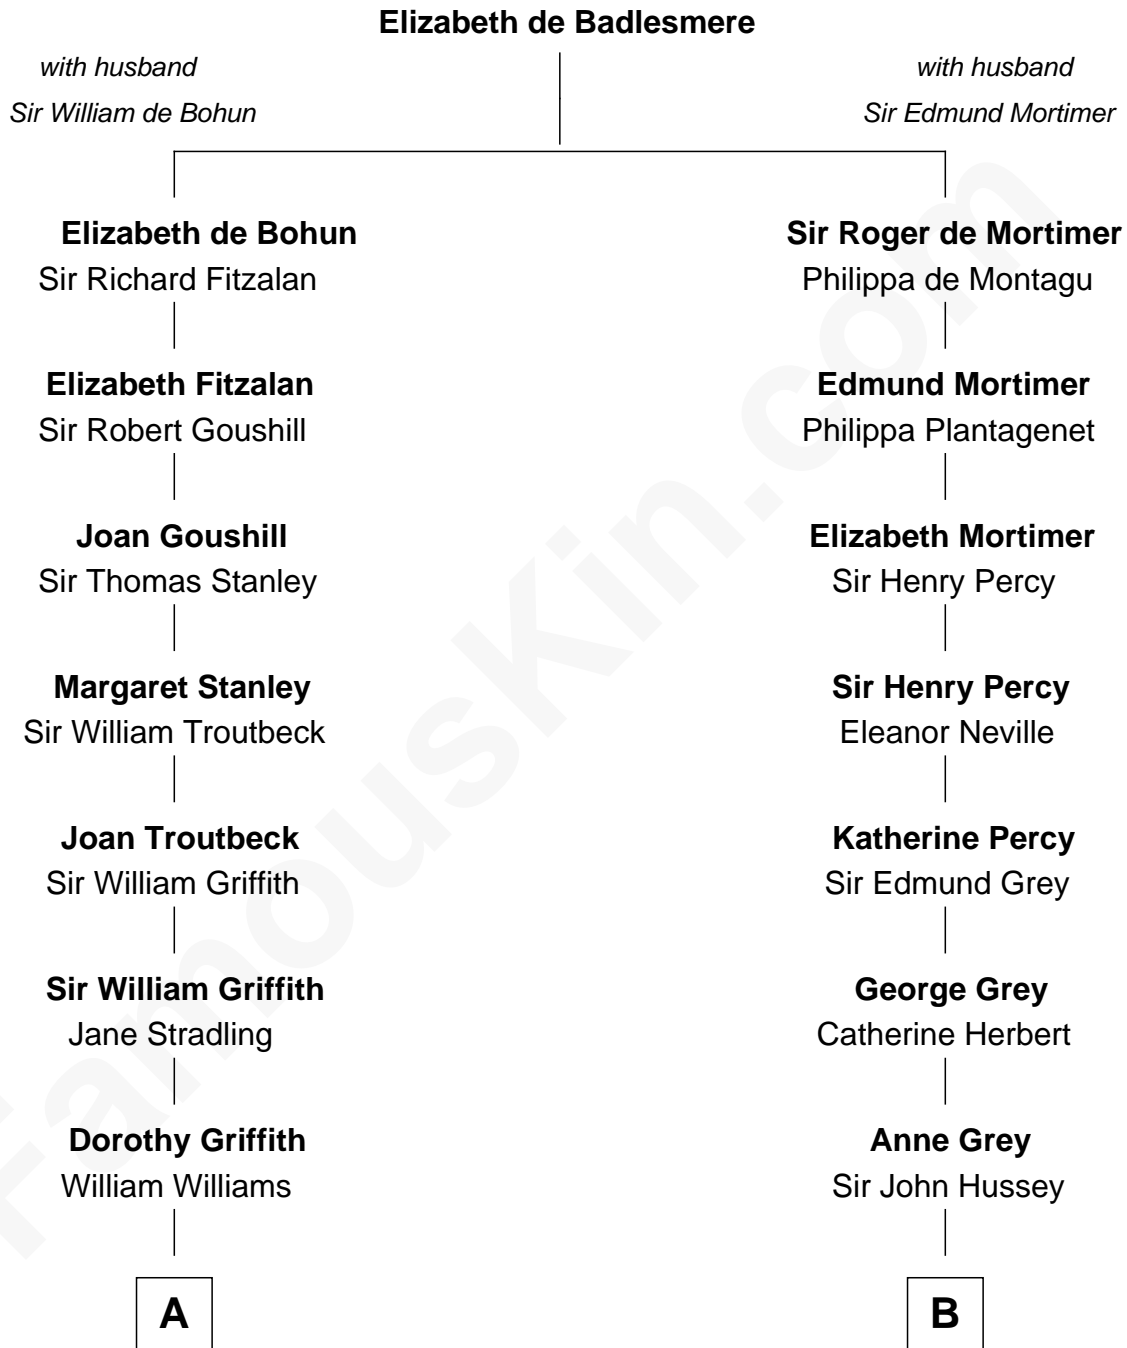 Elizabeth de Badlesmere
with husband
Sir William de Bohun
with husband
Sir Edmund Mortimer
Elizabeth de Bohun
Sir Richard Fitzalan
Sir Roger de Mortimer
Philippa de Montagu
Elizabeth Fitzalan
Sir Robert Goushill
Edmund Mortimer
Philippa Plantagenet
Joan Goushill
Sir Thomas Stanley
Elizabeth Mortimer
Sir Henry Percy
Margaret Stanley
Sir William Troutbeck
Sir Henry Percy
Eleanor Neville
Joan Troutbeck
Sir William Griffith
Katherine Percy
Sir Edmund Grey
Sir William Griffith
Jane Stradling
George Grey
Catherine Herbert
Dorothy Griffith
William Williams
Anne Grey
Sir John Hussey
A
B
FamousKin.com